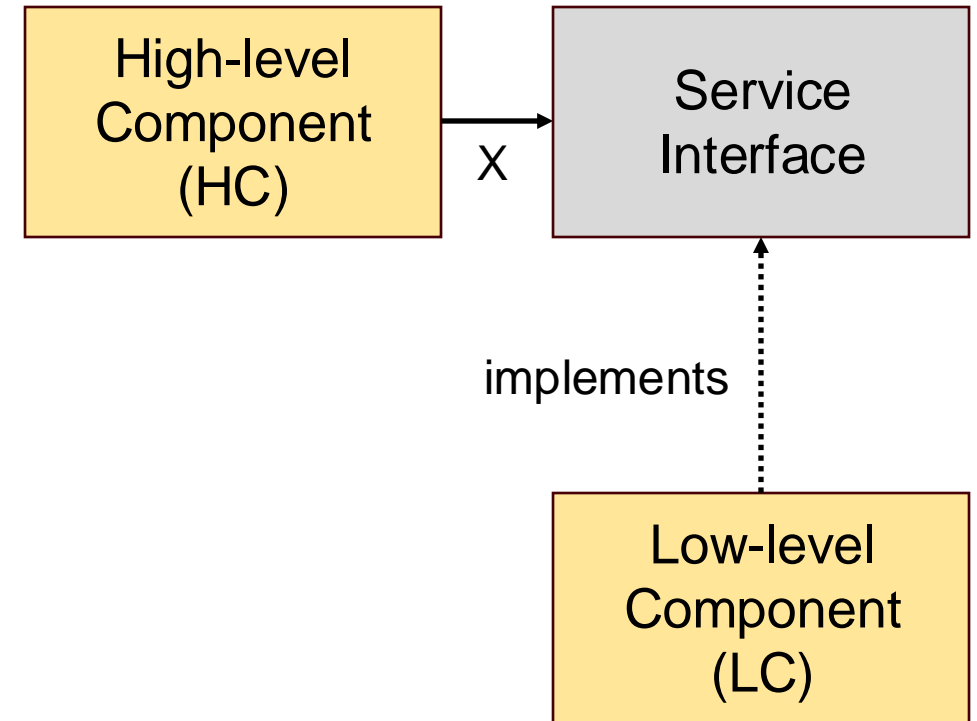 High-level
Component
(HC)
Service
Interface
X
implements
Low-level
Component
(LC)